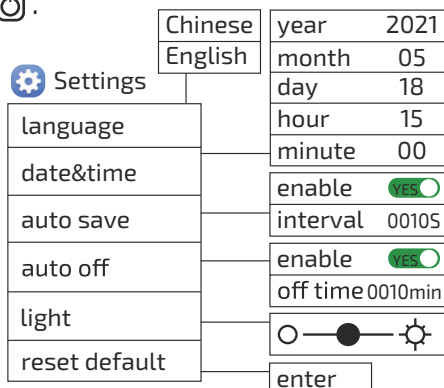 .
Chinese
English
Settings
language
date&time
auto save
auto off
light
reset default
year 2021
month 05
day 18
hour 15
minute 00
enable YES
interval 0010S
enable YES
off time 0010min
enter